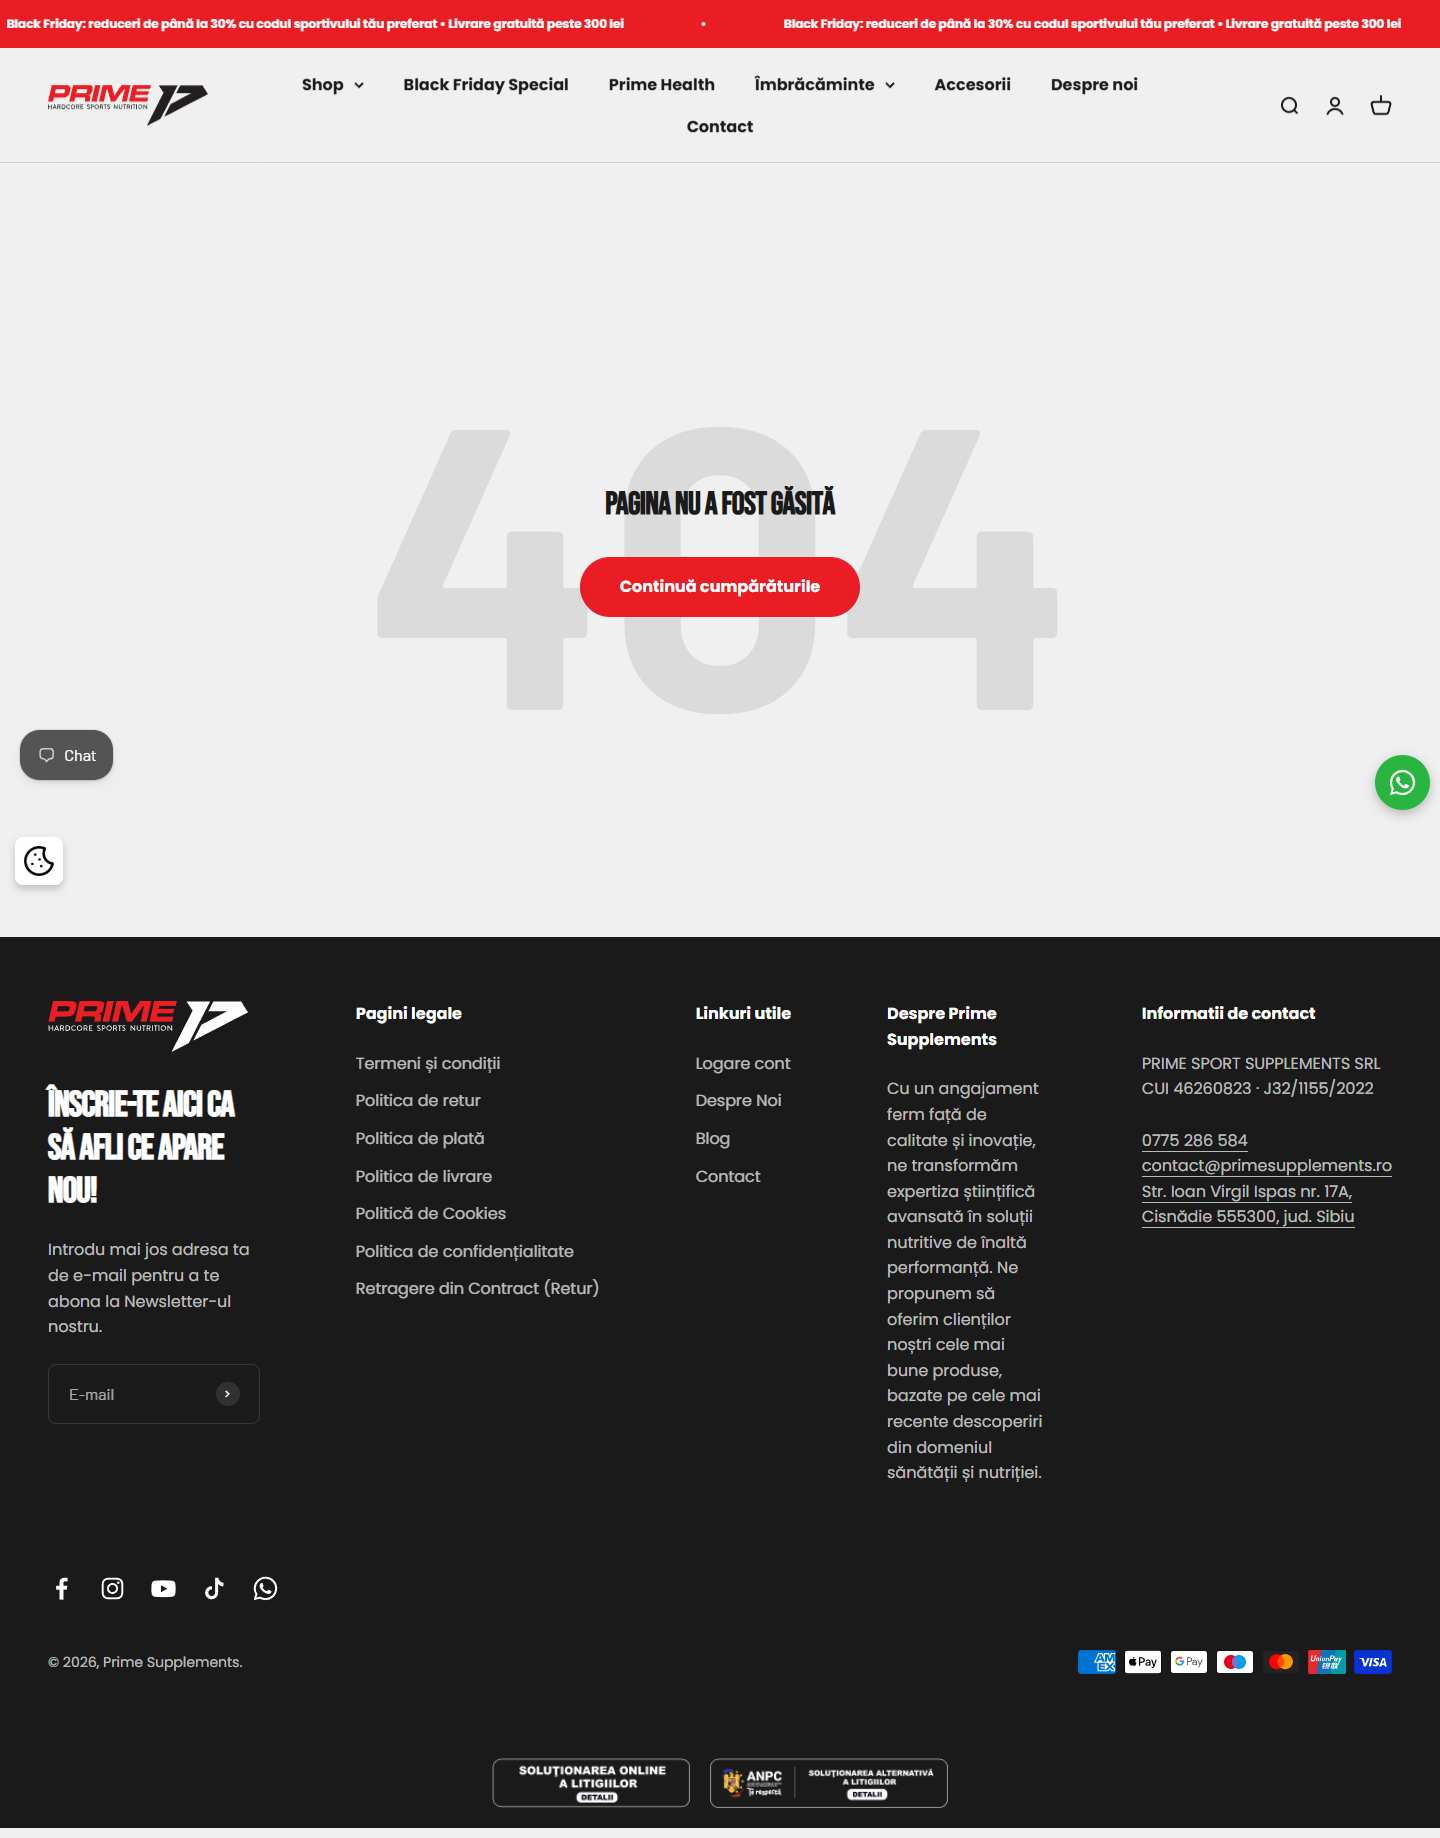 Black Friday: reduceri de până la 30% cu codul sportivului tău preferat • Livrare gratuită peste 300 lei • Black Friday: reduceri de până la 30% cu codul sportivului tău preferat • Livrare gratuită peste 300 lei
PRIME
HARDCORE SPORTS NUTRITION
Shop Black Friday Special Prime Health Îmbrăcăminte Accesorii Despre noi
Contact
404
PAGINA NU A FOST GĂSITĂ
Continuă cumpărăturile
Chat
PRIME
HARDCORE SPORTS NUTRITION
ÎNSCRIE-TE AICI CA
SĂ AFLI CE APARE
NOU!
Introdu mai jos adresa ta
de e-mail pentru a te
abona la Newsletter-ul
nostru.
E-mail
Pagini legale
Termeni și condiții
Politica de retur
Politica de plată
Politica de livrare
Politică de Cookies
Politica de confidențialitate
Retragere din Contract (Retur)
Linkuri utile
Logare cont
Despre Noi
Blog
Contact
Despre Prime
Supplements
Cu un angajament
ferm față de
calitate și inovație,
ne transformăm
expertiza științifică
avansată în soluții
nutritive de înaltă
performanță. Ne
propunem să
oferim clienților
noștri cele mai
bune produse,
bazate pe cele mai
recente descoperiri
din domeniul
sănătății și nutriției.
Informatii de contact
PRIME SPORT SUPPLEMENTS SRL
CUI 46260823 · J32/1155/2022
0775 286 584
contact@primesupplements.ro
Str. Ioan Virgil Ispas nr. 17A,
Cisnădie 555300, jud. Sibiu
© 2026, Prime Supplements.
AMEX
Pay
G Pay
UnionPay
银联
VISA
SOLUȚIONAREA ONLINE
A LITIGIILOR
DETALII
ANPC
Te respectă
SOLUȚIONAREA ALTERNATIVĂ
A LITIGIILOR
DETALII